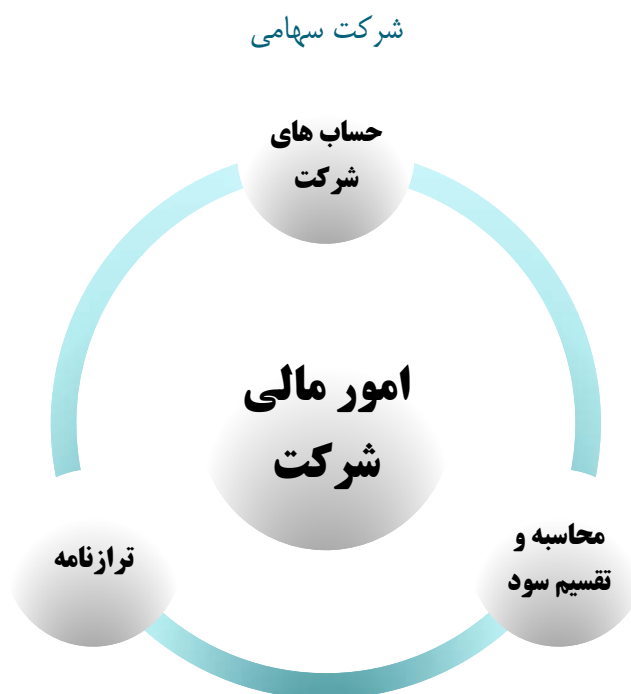 شرکت سهامی
حساب های
شرکت
امور مالی
شرکت
محاسبه و
تقسیم سود
ترازنامه